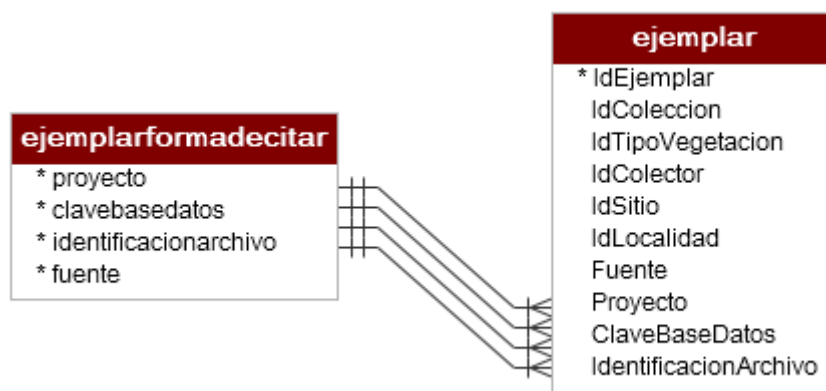 ejemplarformadecitar
* proyecto
* clavebasedatos
* identificacionarchivo
* fuente
ejemplar
* IdEjemplar
IdColeccion
IdTipoVegetacion
IdColector
IdSitio
IdLocalidad
Fuente
Proyecto
ClaveBaseDatos
IdentificacionArchivo